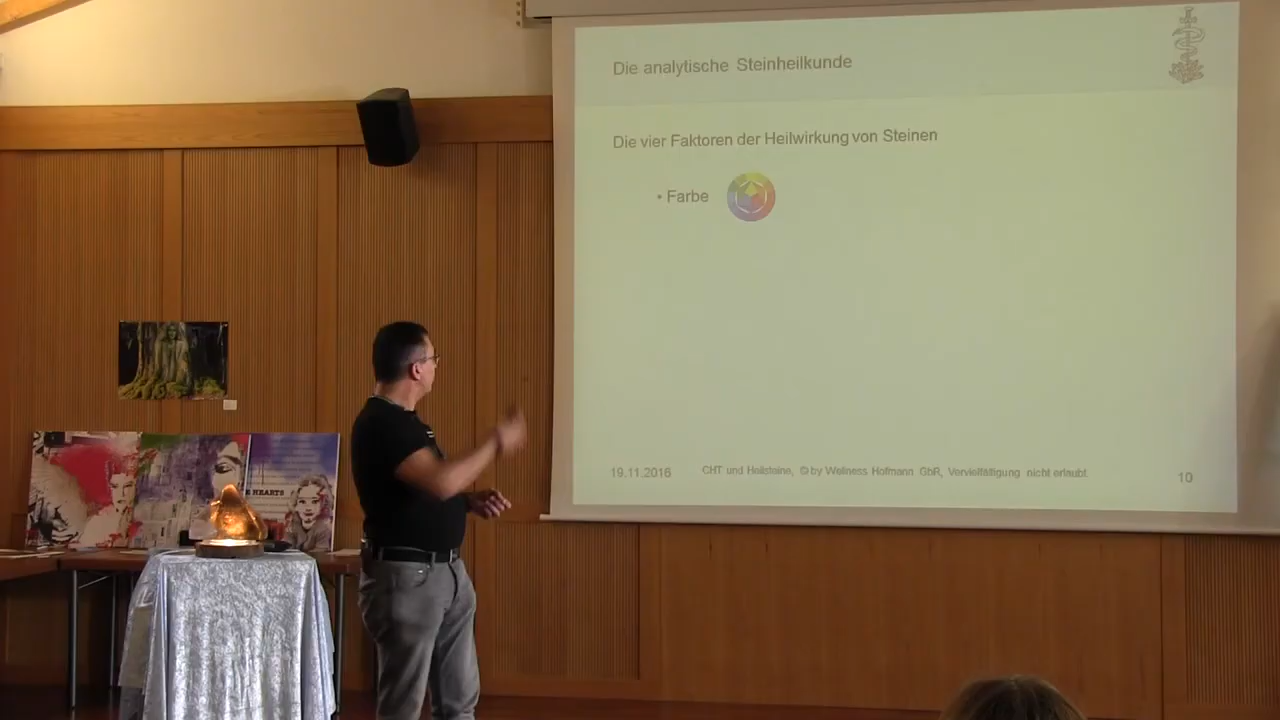 Die analytische Steinheilkunde
Die vier Faktoren der Heilwirkung von Steinen
• Farbe
19.11.2016 CHT und Heilsteine, © by Wellness Hofmann GbR, Vervielfältigung nicht erlaubt. 10
HEARTS